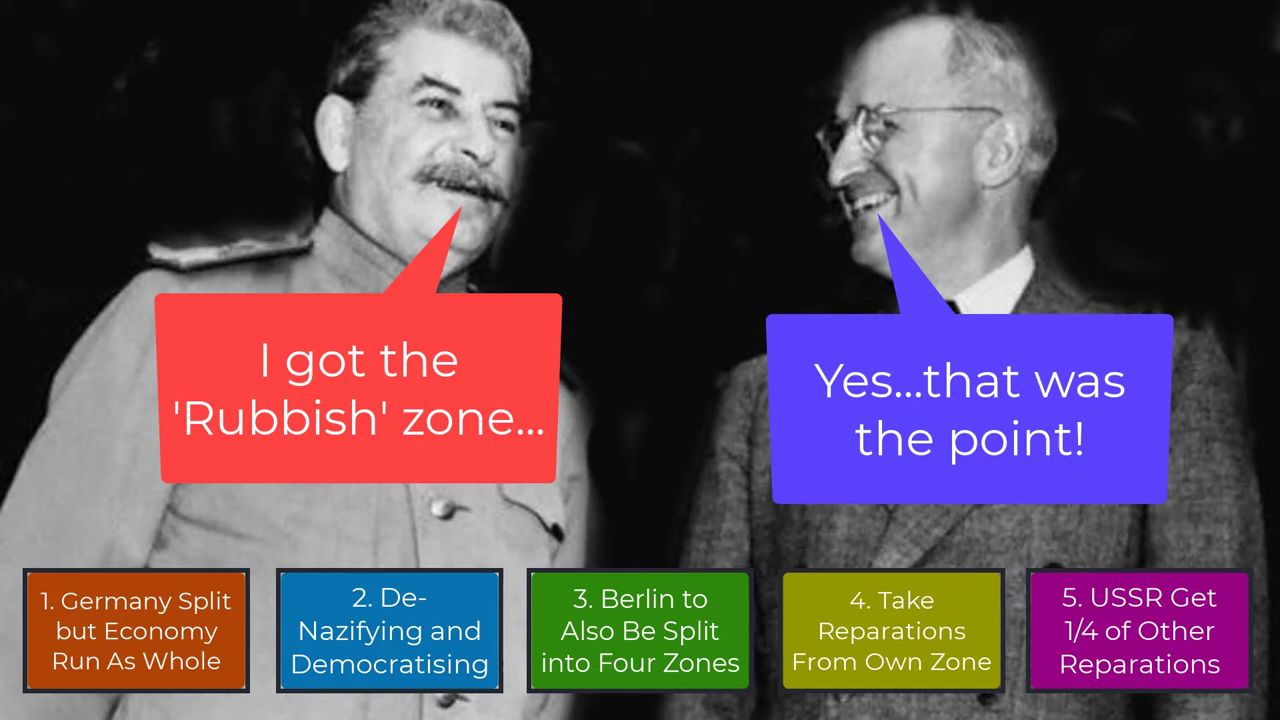 I got the
'Rubbish' zone...
Yes...that was
the point!
1. Germany Split
but Economy
Run As Whole
2. De-
Nazifying and
Democratising
3. Berlin to
Also Be Split
into Four Zones
4. Take
Reparations
From Own Zone
5. USSR Get
1/4 of Other
Reparations